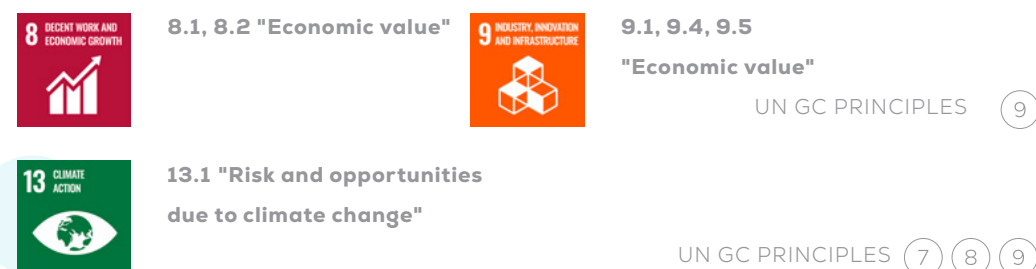 8 DECENT WORK AND
ECONOMIC GROWTH
8.1, 8.2 "Economic value"
9 INDUSTRY, INNOVATION
AND INFRASTRUCTURE
9.1, 9.4, 9.5
"Economic value"
UN GC PRINCIPLES 9
13 CLIMATE
ACTION
13.1 "Risk and opportunities
due to climate change"
UN GC PRINCIPLES 7 8 9